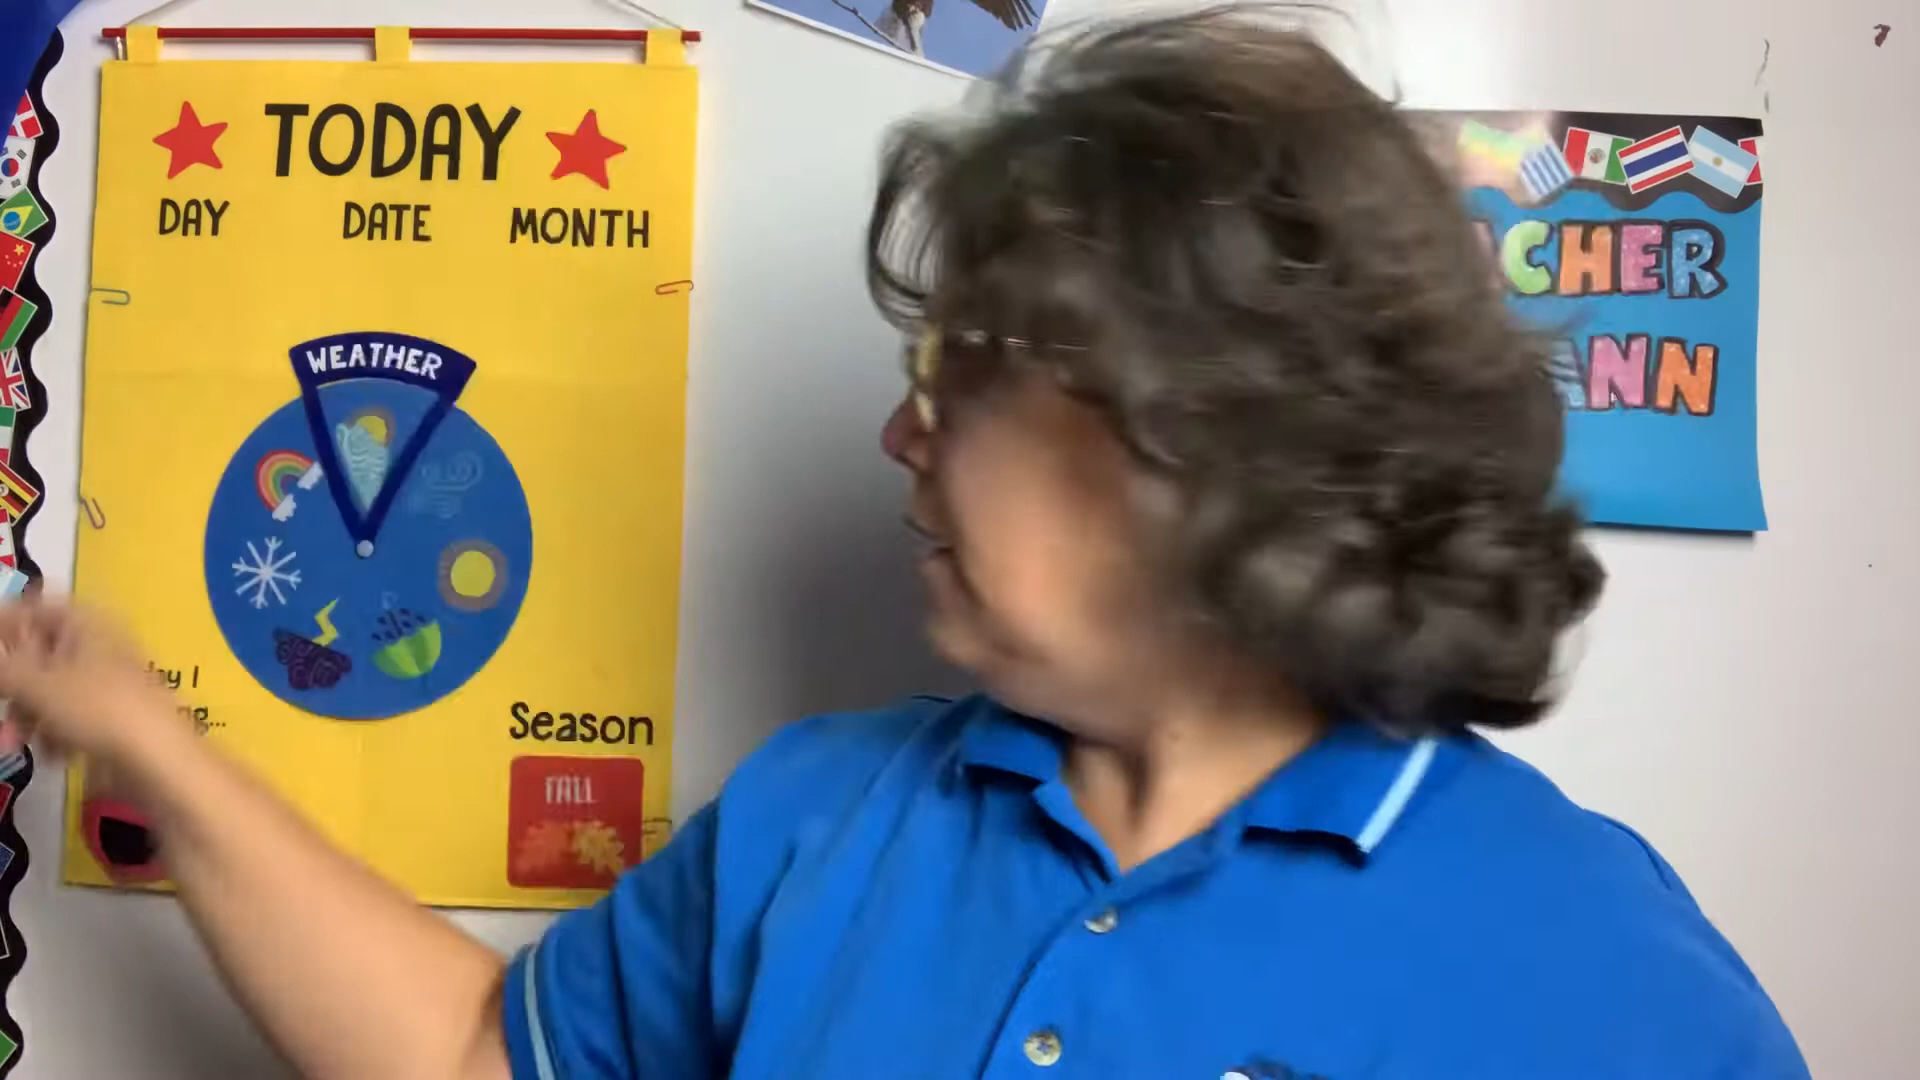 TODAY
DAY DATE MONTH
WEATHER
Season
FALL
CHER
ANN